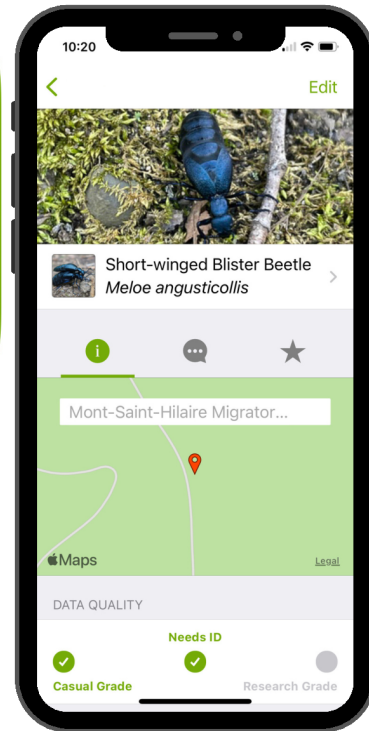 10:20
Edit
Short-winged Blister Beetle
Meloe angusticollis
Mont-Saint-Hilaire Migrator...
Maps
Legal
DATA QUALITY
Needs ID
Casual Grade
Research Grade